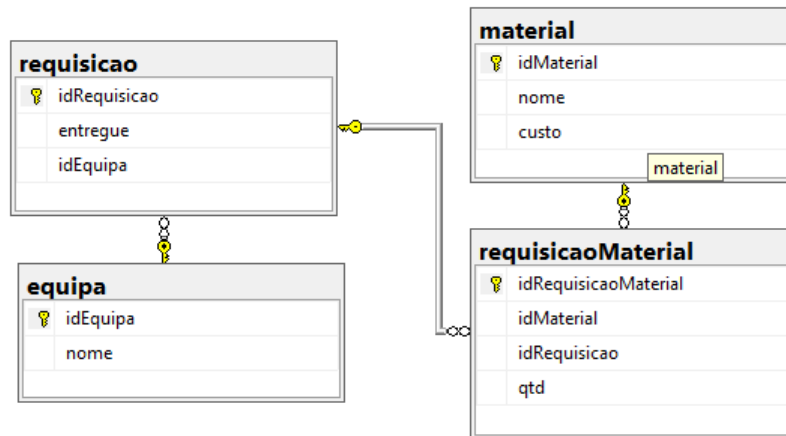 requisicao
idRequisicao
entregue
idEquipa
equipa
idEquipa
nome
material
idMaterial
nome
custo
material
requisicaoMaterial
idRequisicaoMaterial
idMaterial
idRequisicao
qtd